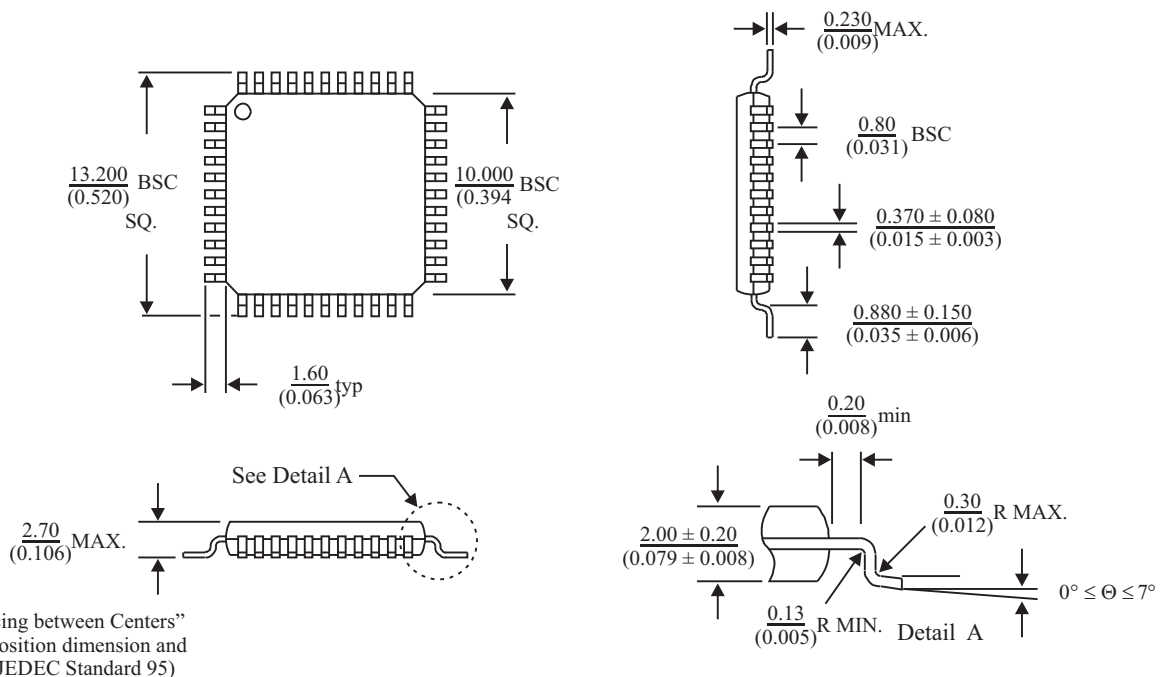 0.230
(0.009) MAX.
13.200
(0.520) BSC
SQ.
10.000
(0.394 BSC
SQ.
0.80
(0.031) BSC
0.370 ± 0.080
(0.015 ± 0.003)
0.880 ± 0.150
(0.035 ± 0.006)
1.60
(0.063) typ
0.20
(0.008) min
See Detail A
2.70
(0.106) MAX.
2.00 ± 0.20
(0.079 ± 0.008)
0.30
(0.012) R MAX.
0° ≤ Θ ≤ 7°
0.13
(0.005) R MIN.
Detail A
between Centers”
dimension and
JEDEC Standard 95)